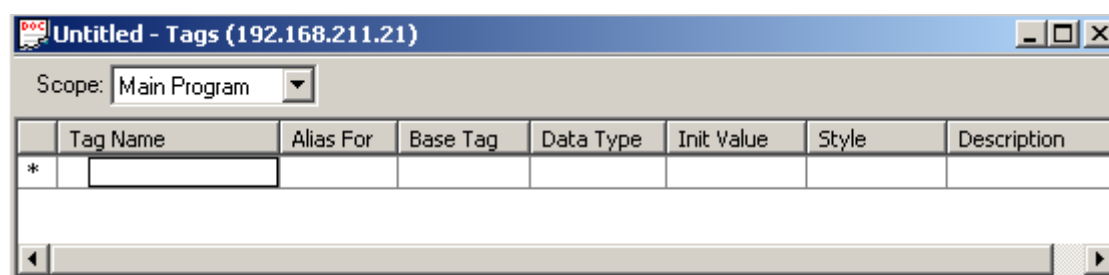 DOC
Untitled - Tags (192.168.211.21)
Scope: Main Program
Tag Name Alias For Base Tag Data Type Init Value Style Description
*